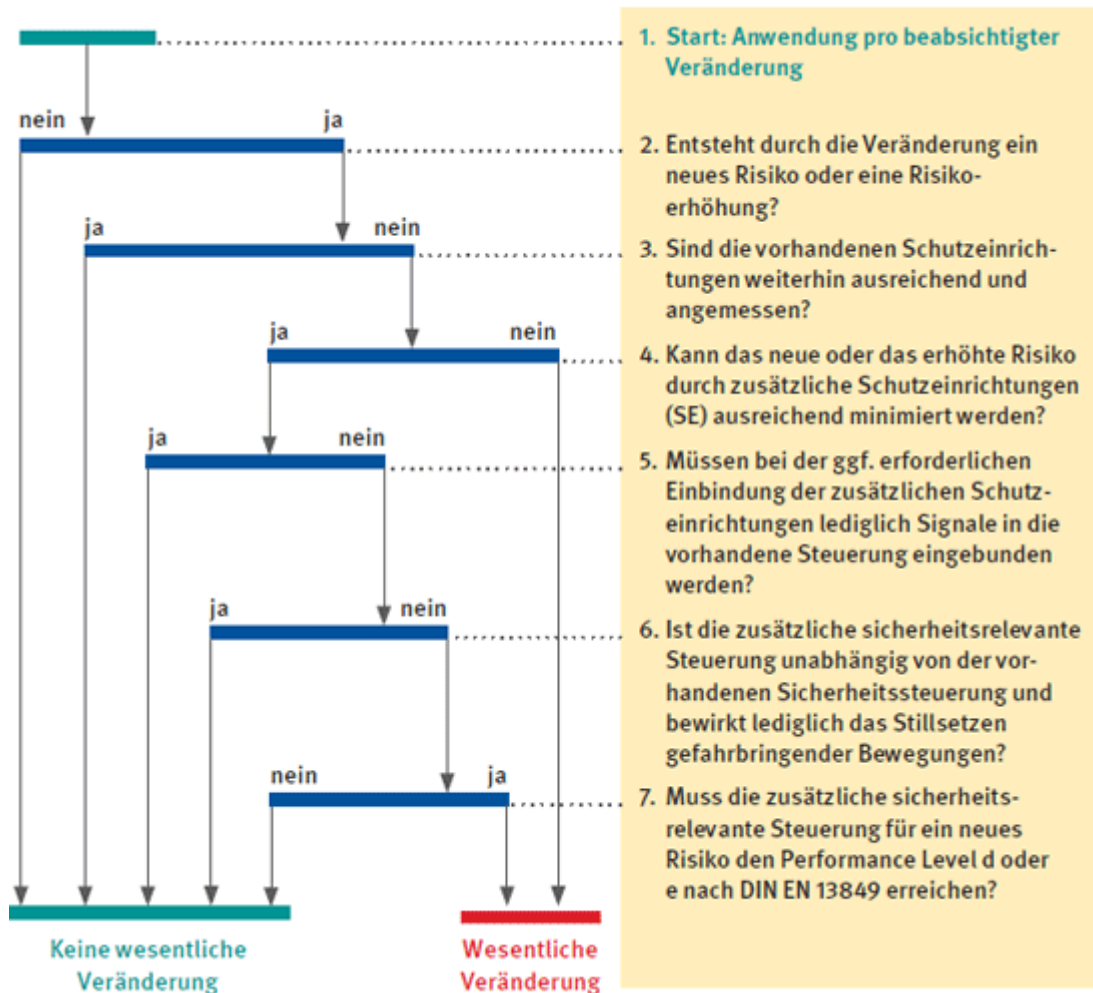 1. Start: Anwendung pro beabsichtigter
Veränderung
nein
ja
2. Entsteht durch die Veränderung ein
neues Risiko oder eine Risiko-
erhöhung?
ja
nein
3. Sind die vorhandenen Schutzeinrich-
tungen weiterhin ausreichend und
angemessen?
ja
nein
4. Kann das neue oder das erhöhte Risiko
durch zusätzliche Schutzeinrichtungen
(SE) ausreichend minimiert werden?
ja
nein
5. Müssen bei der ggf. erforderlichen
Einbindung der zusätzlichen Schutz-
einrichtungen lediglich Signale in die
vorhandene Steuerung eingebunden
werden?
ja
nein
6. Ist die zusätzliche sicherheitsrelevante
Steuerung unabhängig von der vor-
handenen Sicherheitssteuerung und
bewirkt lediglich das Stillsetzen
gefahrbringender Bewegungen?
nein
ja
7. Muss die zusätzliche sicherheits-
relevante Steuerung für ein neues
Risiko den Performance Level d oder
e nach DIN EN 13849 erreichen?
Keine wesentliche
Veränderung
Wesentliche
Veränderung